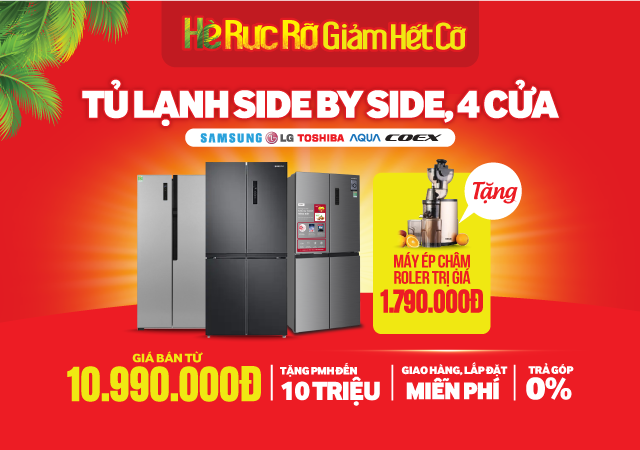 Hè Rực Rỡ Giảm Hết Cỡ
TỦ LẠNH SIDE BY SIDE, 4 CỬA
SAMSUNG LG TOSHIBA AQUA COEX
Tặng
MÁY ÉP CHẬM
ROLER TRỊ GIÁ
1.790.000Đ
GIÁ BÁN TỪ
10.990.000Đ
TẶNG PMH ĐẾN
10 TRIỆU
GIAO HÀNG, LẮP ĐẶT
MIỄN PHÍ
TRẢ GÓP
0%